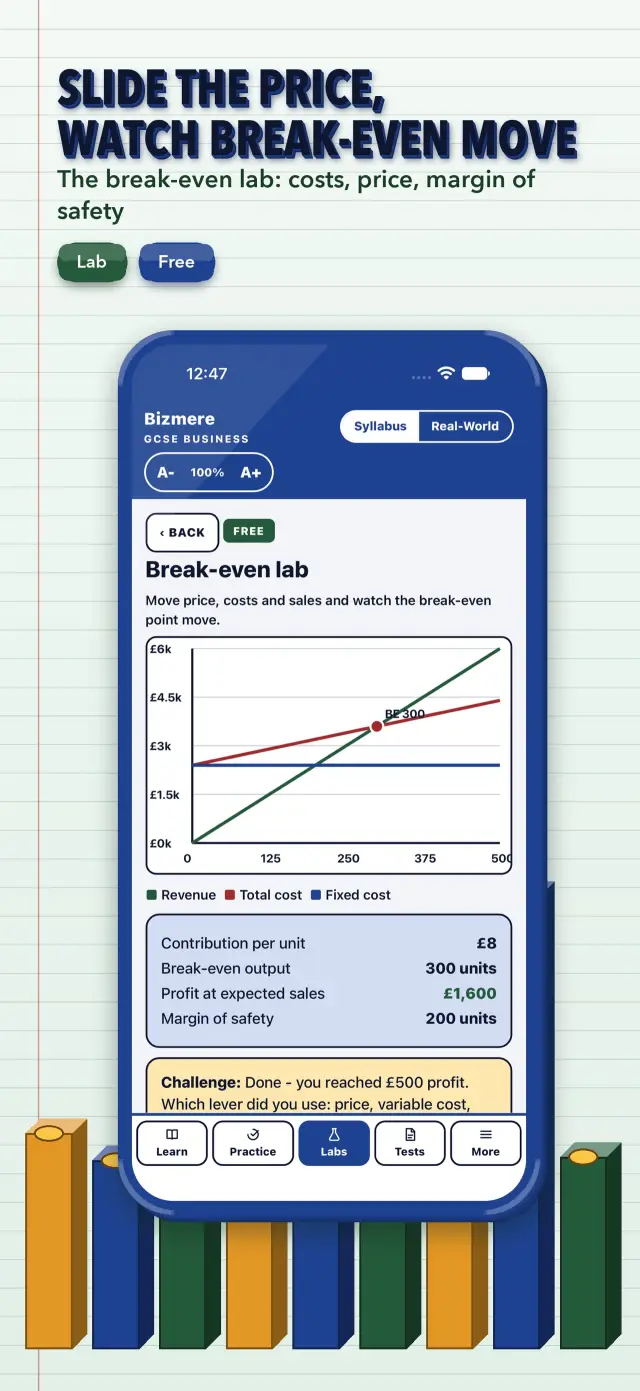 SLIDE THE PRICE,
WATCH BREAK-EVEN MOVE
The break-even lab: costs, price, margin of
safety
Lab Free
12:47
Bizmere
GCSE BUSINESS
Syllabus Real-World
A- 100% A+
‹ BACK FREE
Break-even lab
Move price, costs and sales and watch the break-even
point move.
£6k
£4.5k
BE 300
£3k
£1.5k
£0k
0 125 250 375 500
Revenue Total cost Fixed cost
Contribution per unit £8
Break-even output 300 units
Profit at expected sales £1,600
Margin of safety 200 units
Challenge: Done - you reached £500 profit.
Which lever did you use: price, variable cost,
Learn Practice Labs Tests More